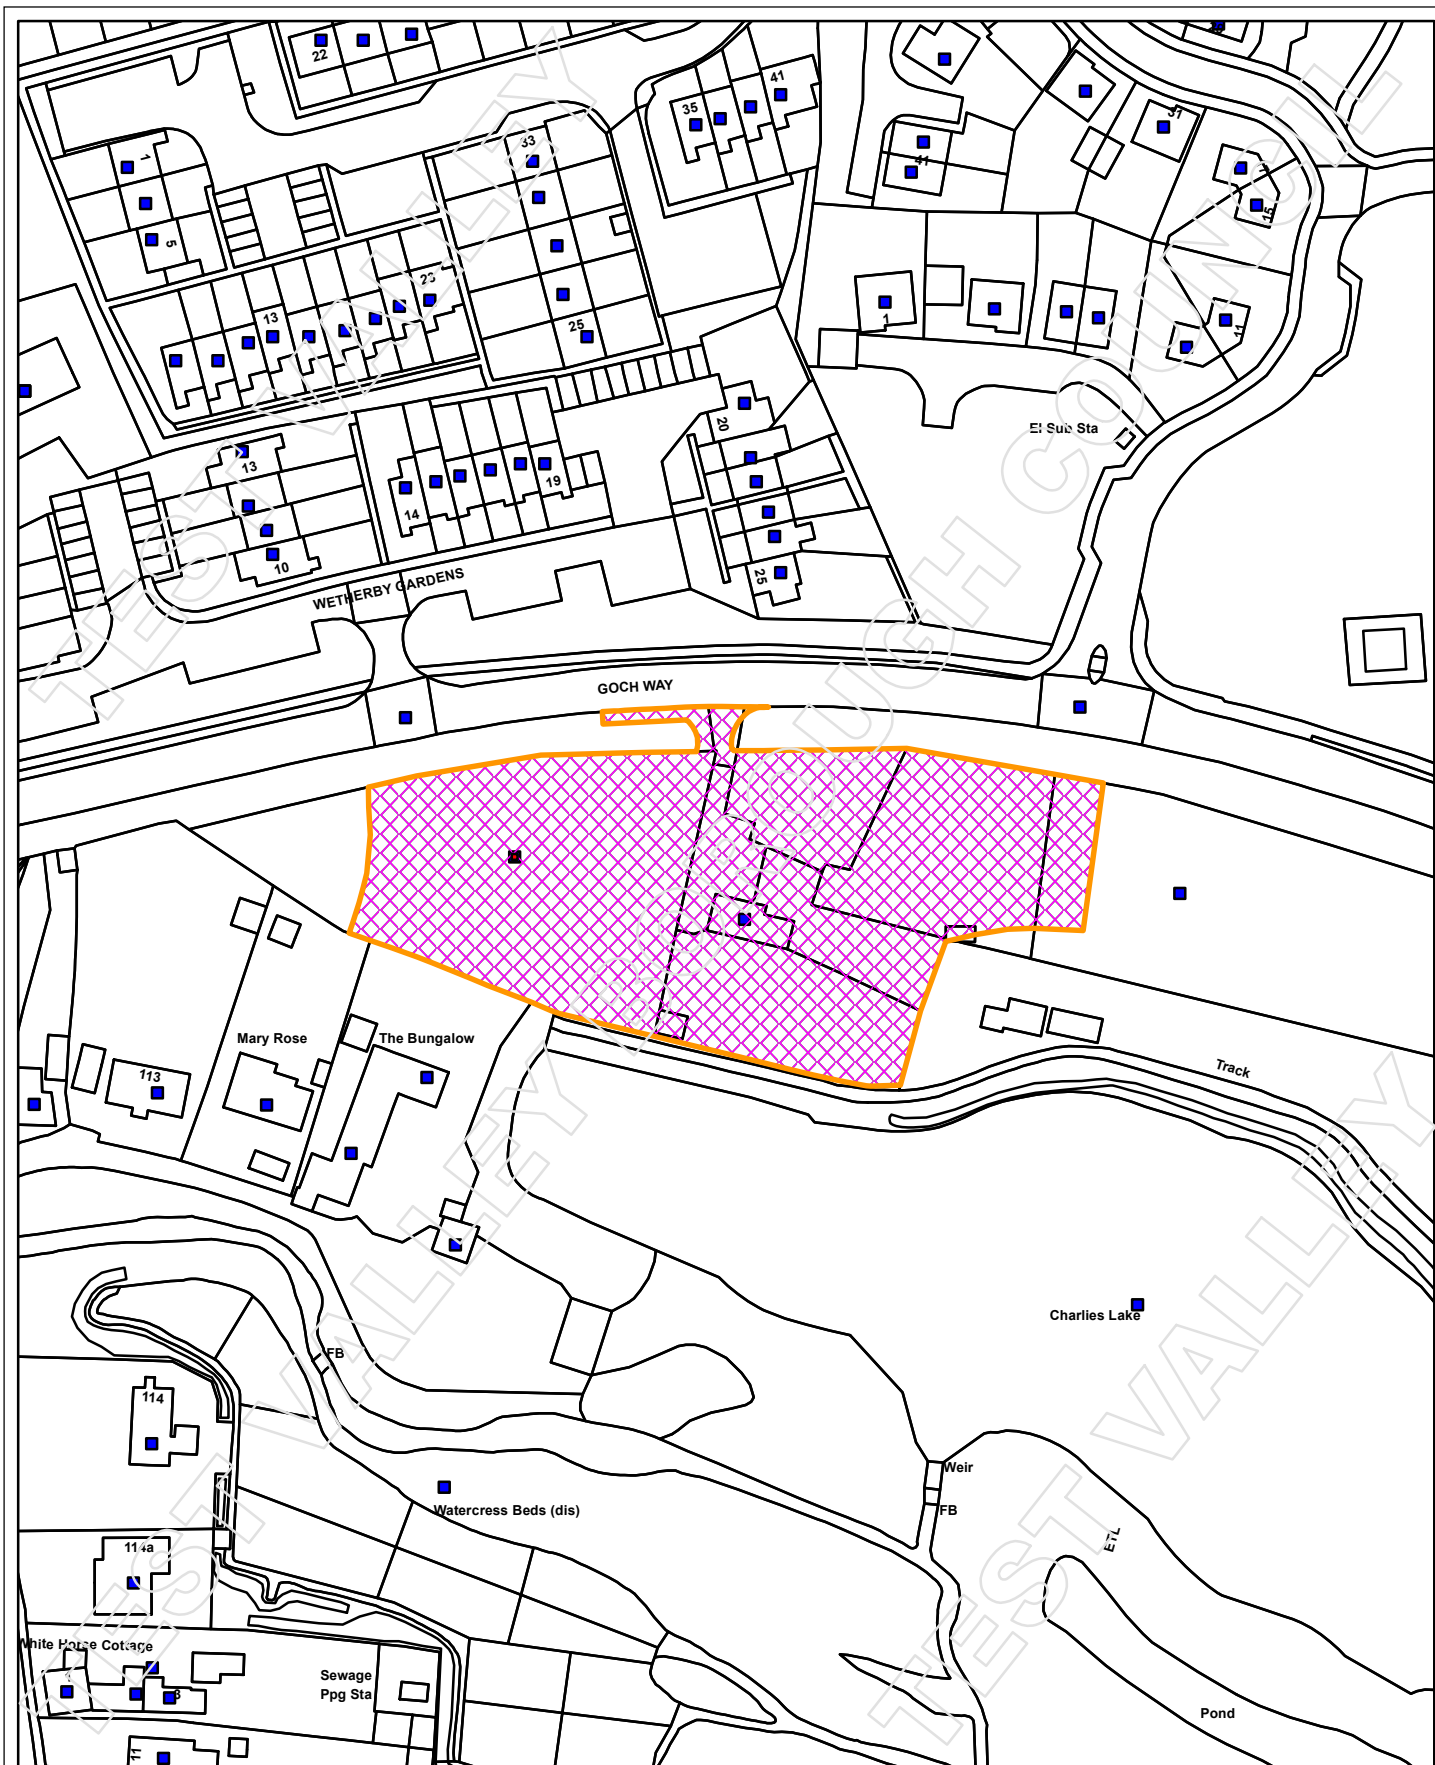 22
41
35
33
37
41
1
15
1
5
23
13
25
1
11
20
El Sub Sta
13
19
14
10
25
WETHERBY GARDENS
GOCH WAY
Mary Rose
The Bungalow
113
Track
Charlies Lake
FB
114
Weir
Watercress Beds (dis)
FB
ETL
114a
White Horse Cottage
Sewage
Ppg Sta
3
Pond
11
TEST VALLEY BOROUGH COUNCIL
TEST VALLEY
TEST VALLEY
TEST VALLEY